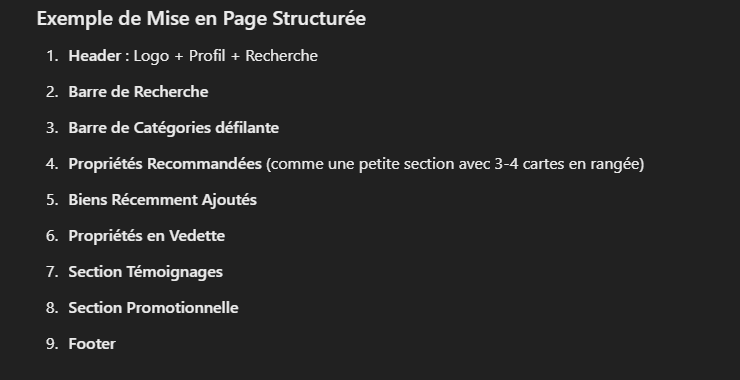 Exemple de Mise en Page Structurée
1. Header : Logo + Profil + Recherche
2. Barre de Recherche
3. Barre de Catégories défilante
4. Propriétés Recommandées (comme une petite section avec 3-4 cartes en rangée)
5. Biens Récemment Ajoutés
6. Propriétés en Vedette
7. Section Témoignages
8. Section Promotionnelle
9. Footer